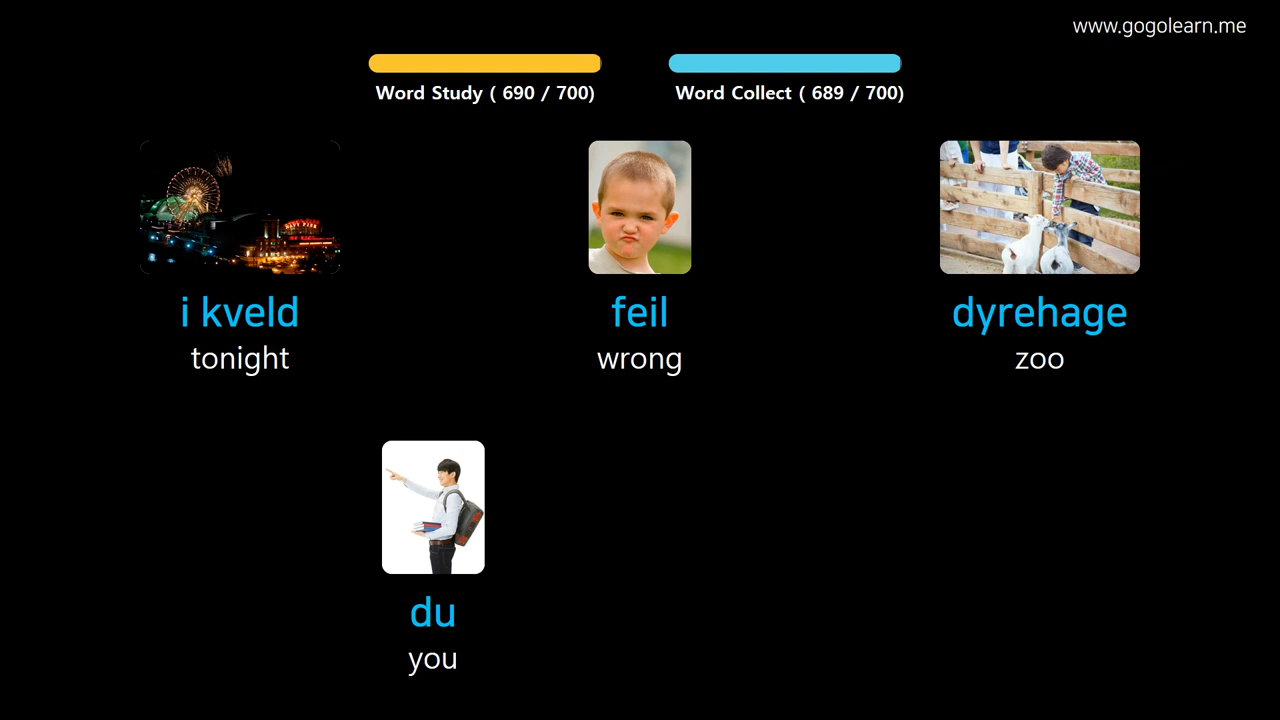 www.gogolearn.me
Word Study ( 690 / 700)
Word Collect ( 689 / 700)
i kveld
tonight
feil
wrong
dyrehage
zoo
du
you